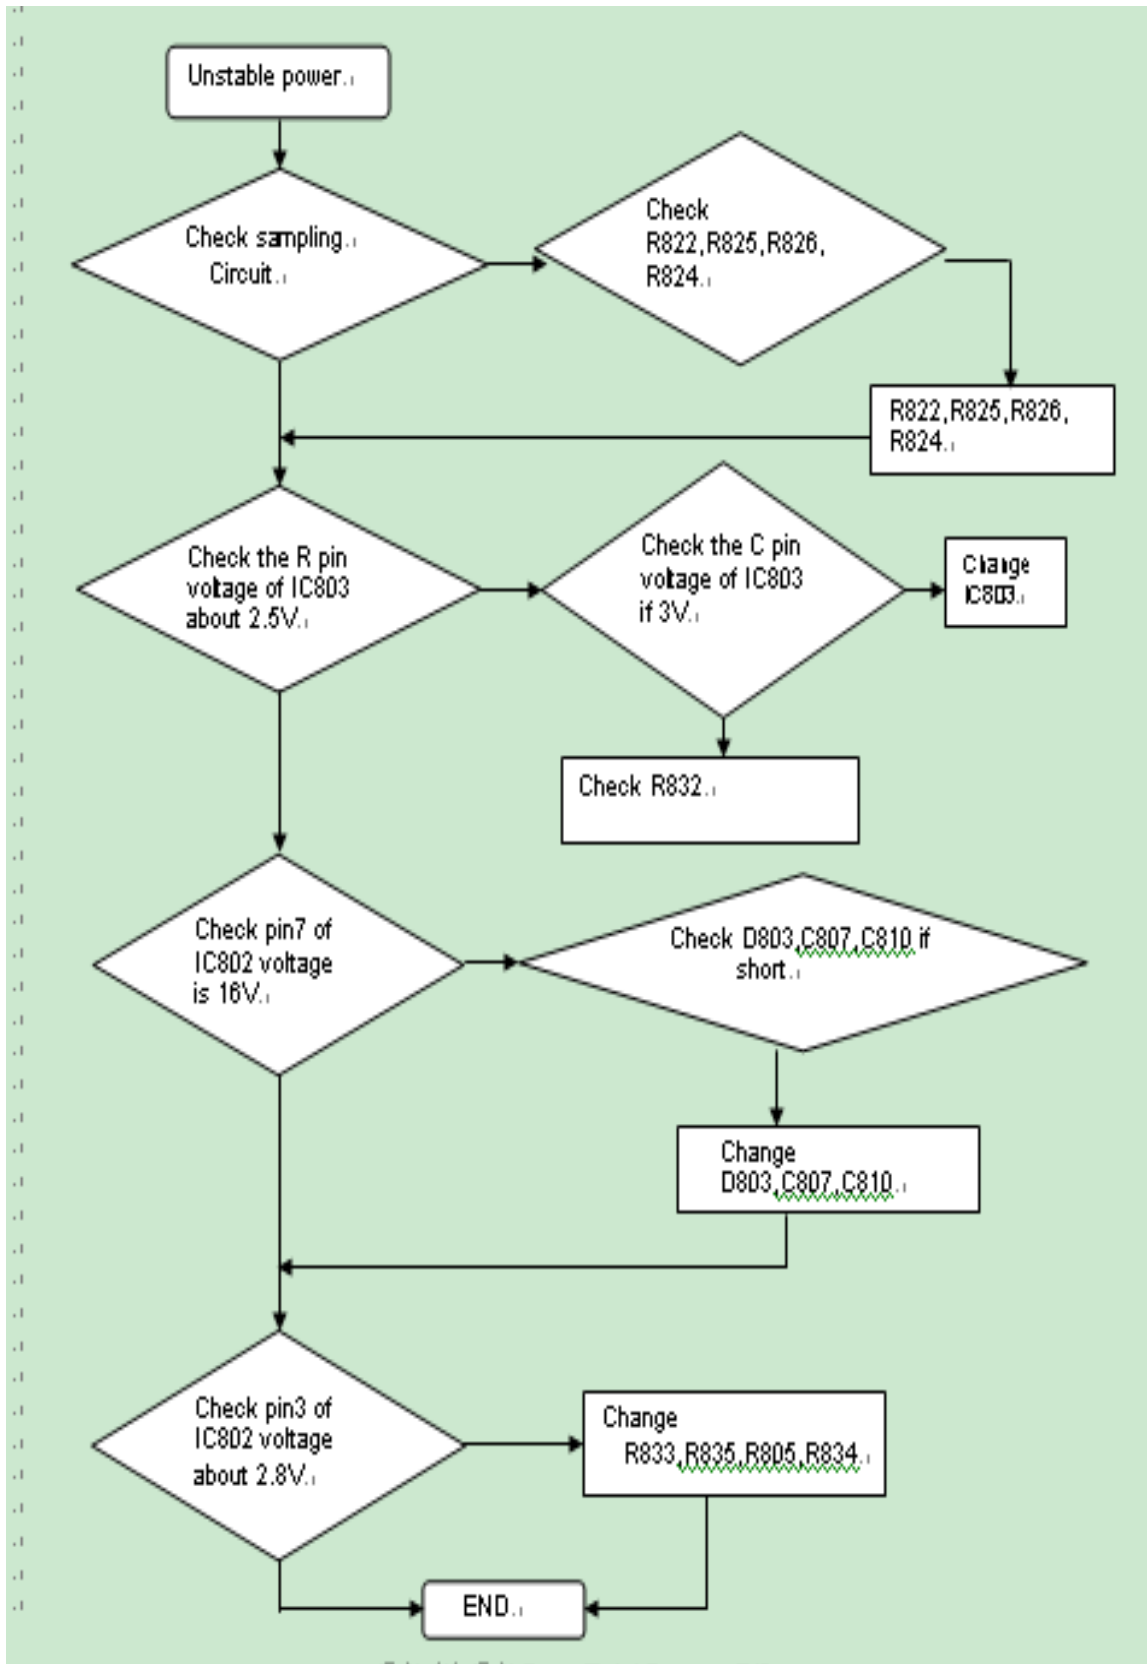 Unstable power.
Check sampling.
Circuit.
Check
R822,R825,R826,
R824.
R822,R825,R826,
R824.
Check the R pin
voltage of IC803
about 2.5V.
Check the C pin
voltage of IC803
if 3V.
Change
IC803.
Check R832.
Check pin7 of
IC802 voltage
is 16V.
Check D803,C807,C810 if
short.
Change
D803,C807,C810.
Check pin3 of
IC802 voltage
about 2.8V.
Change
R833,R835,R805,R834.
END.